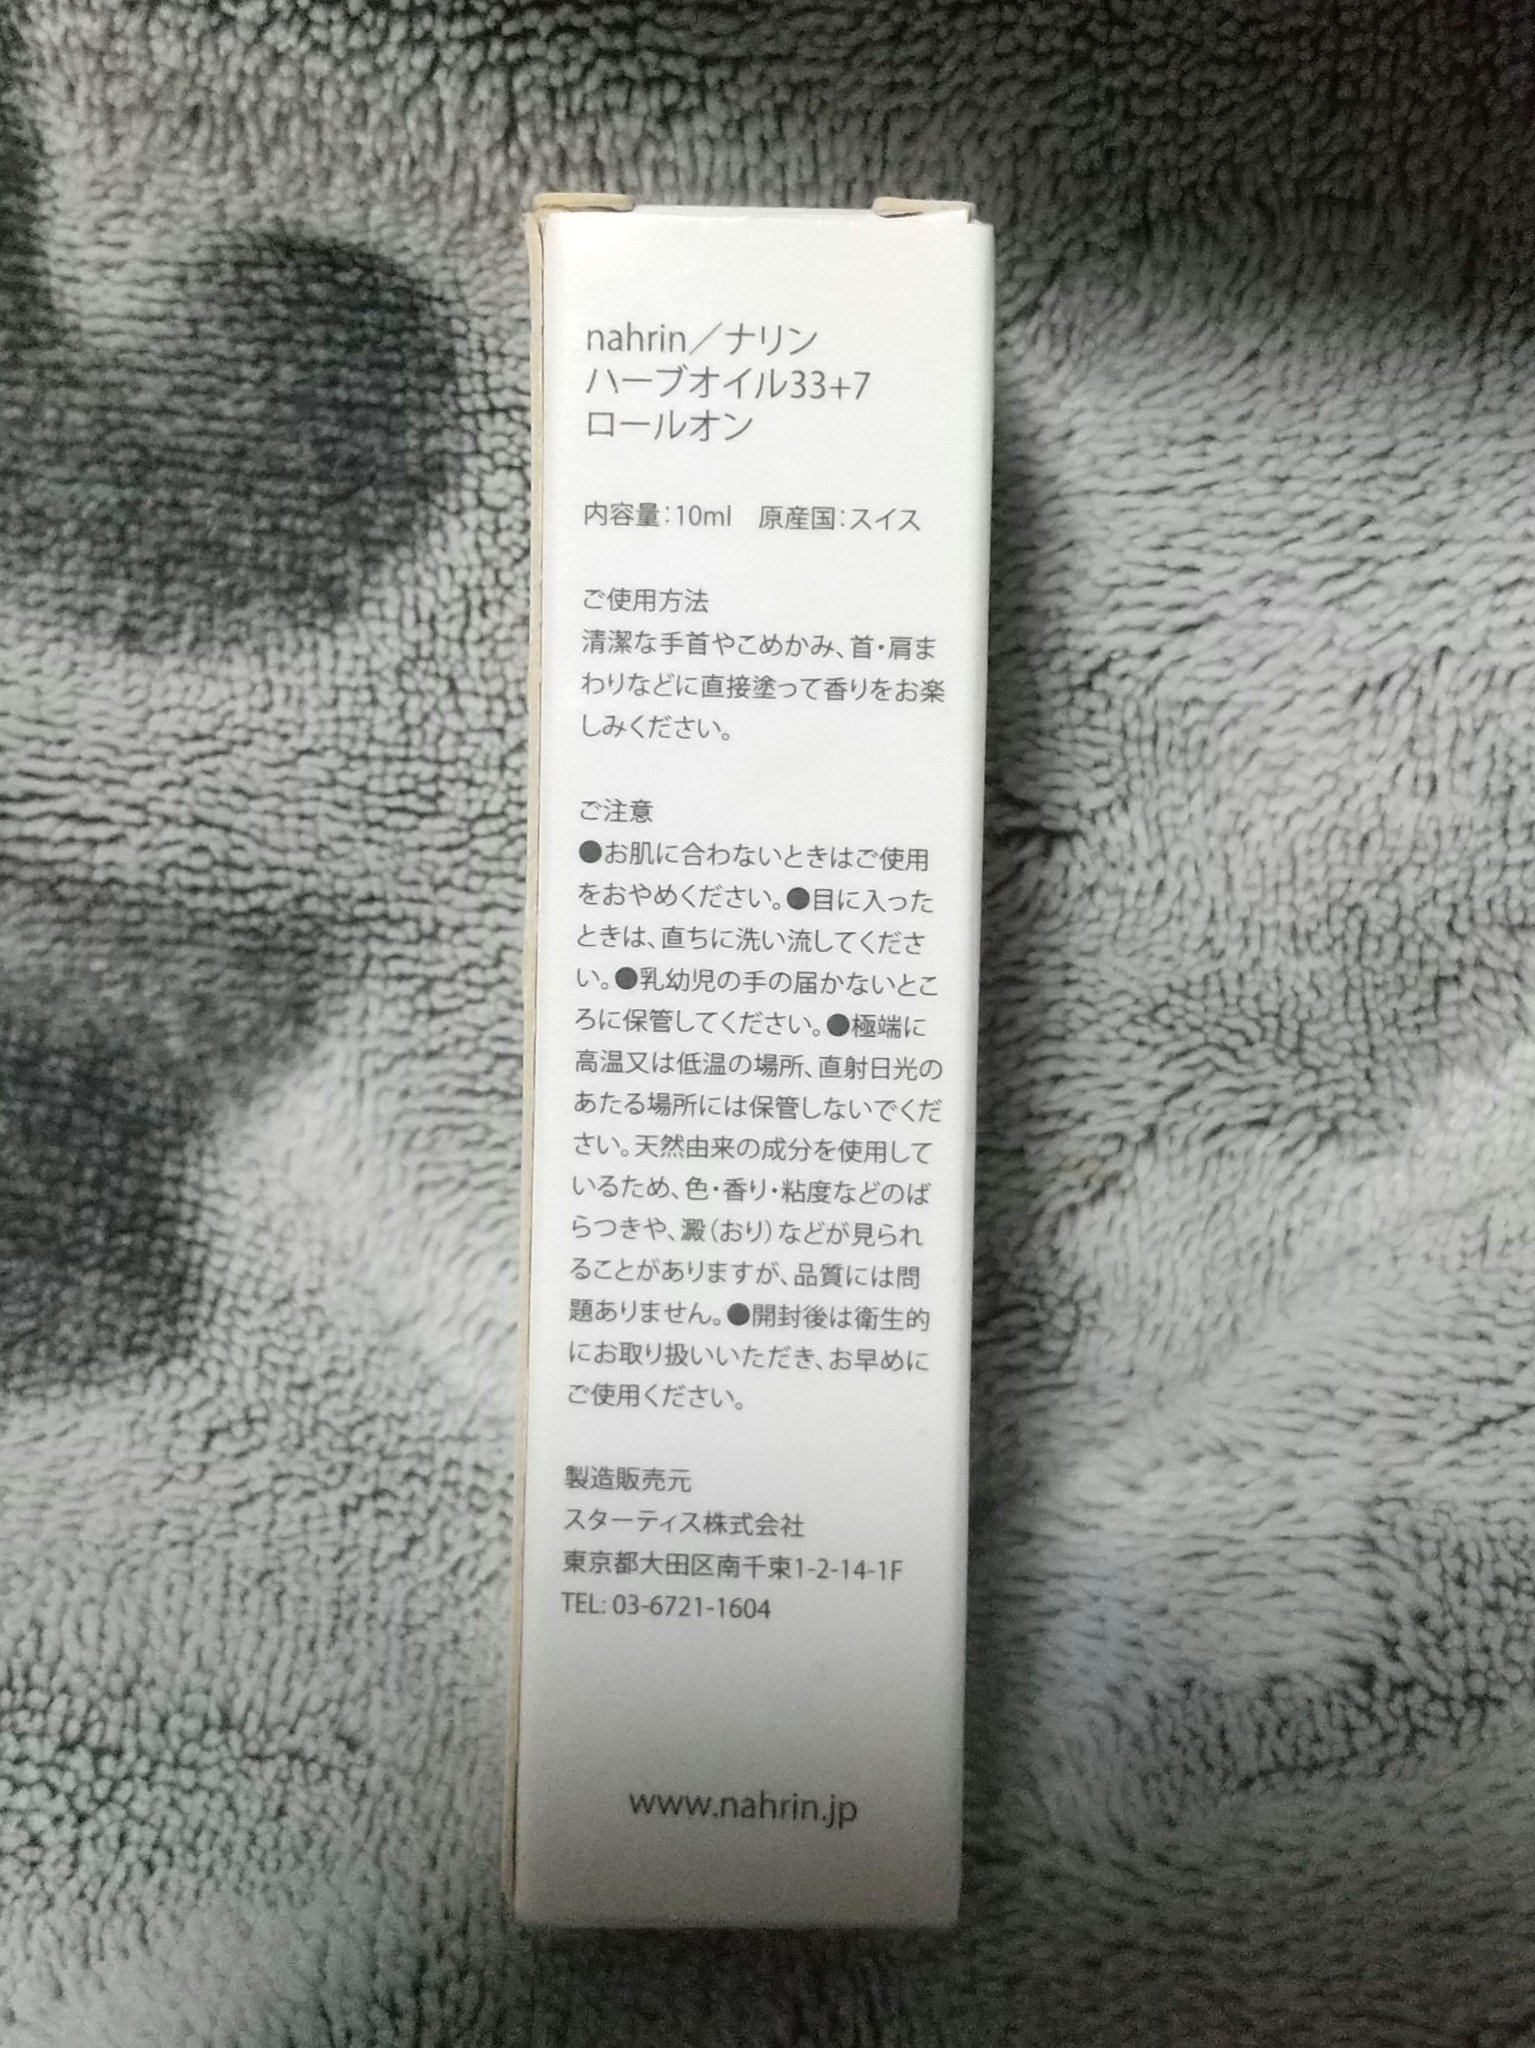 nahrin／ナリン
ハーブオイル33+7
ロールオン
内容量：10ml　原産国：スイス
ご使用方法
清潔な手首やこめかみ、首・肩ま
わりなどに直接塗って香りをお楽
しみください。
ご注意
●お肌に合わないときはご使用
をおやめください。●目に入った
ときは、直ちに洗い流してくださ
い。●乳幼児の手の届かないとこ
ろに保管してください。●極端に
高温又は低温の場所、直射日光の
あたる場所には保管しないでくだ
さい。天然由来の成分を使用して
いるため、色・香り・粘度などのば
らつきや、澱（おり）などが見られ
ることがありますが、品質には問
題ありません。●開封後は衛生的
にお取り扱いいただき、お早めに
ご使用ください。
製造販売元
スターティス株式会社
東京都大田区南千束1-2-14-1F
TEL: 03-6721-1604
www.nahrin.jp